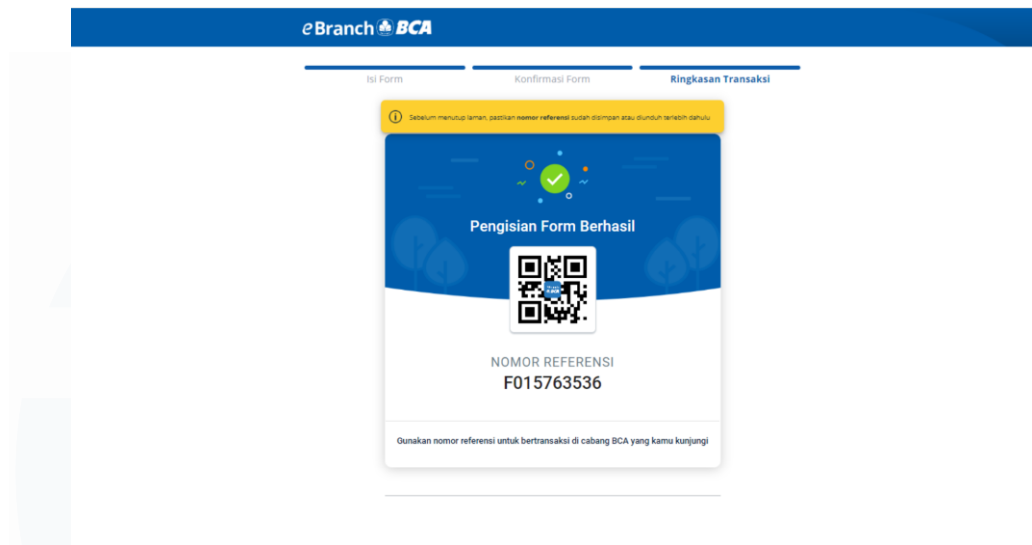 eBranch BCA
Isi Form
Konfirmasi Form
Ringkasan Transaksi
Sebelum menutup laman, pastikan nomor referensi sudah disimpan atau diunduh terlebih dahulu
Pengisian Form Berhasil
NOMOR REFERENSI
F015763536
Gunakan nomor referensi untuk bertransaksi di cabang BCA yang kamu kunjungi